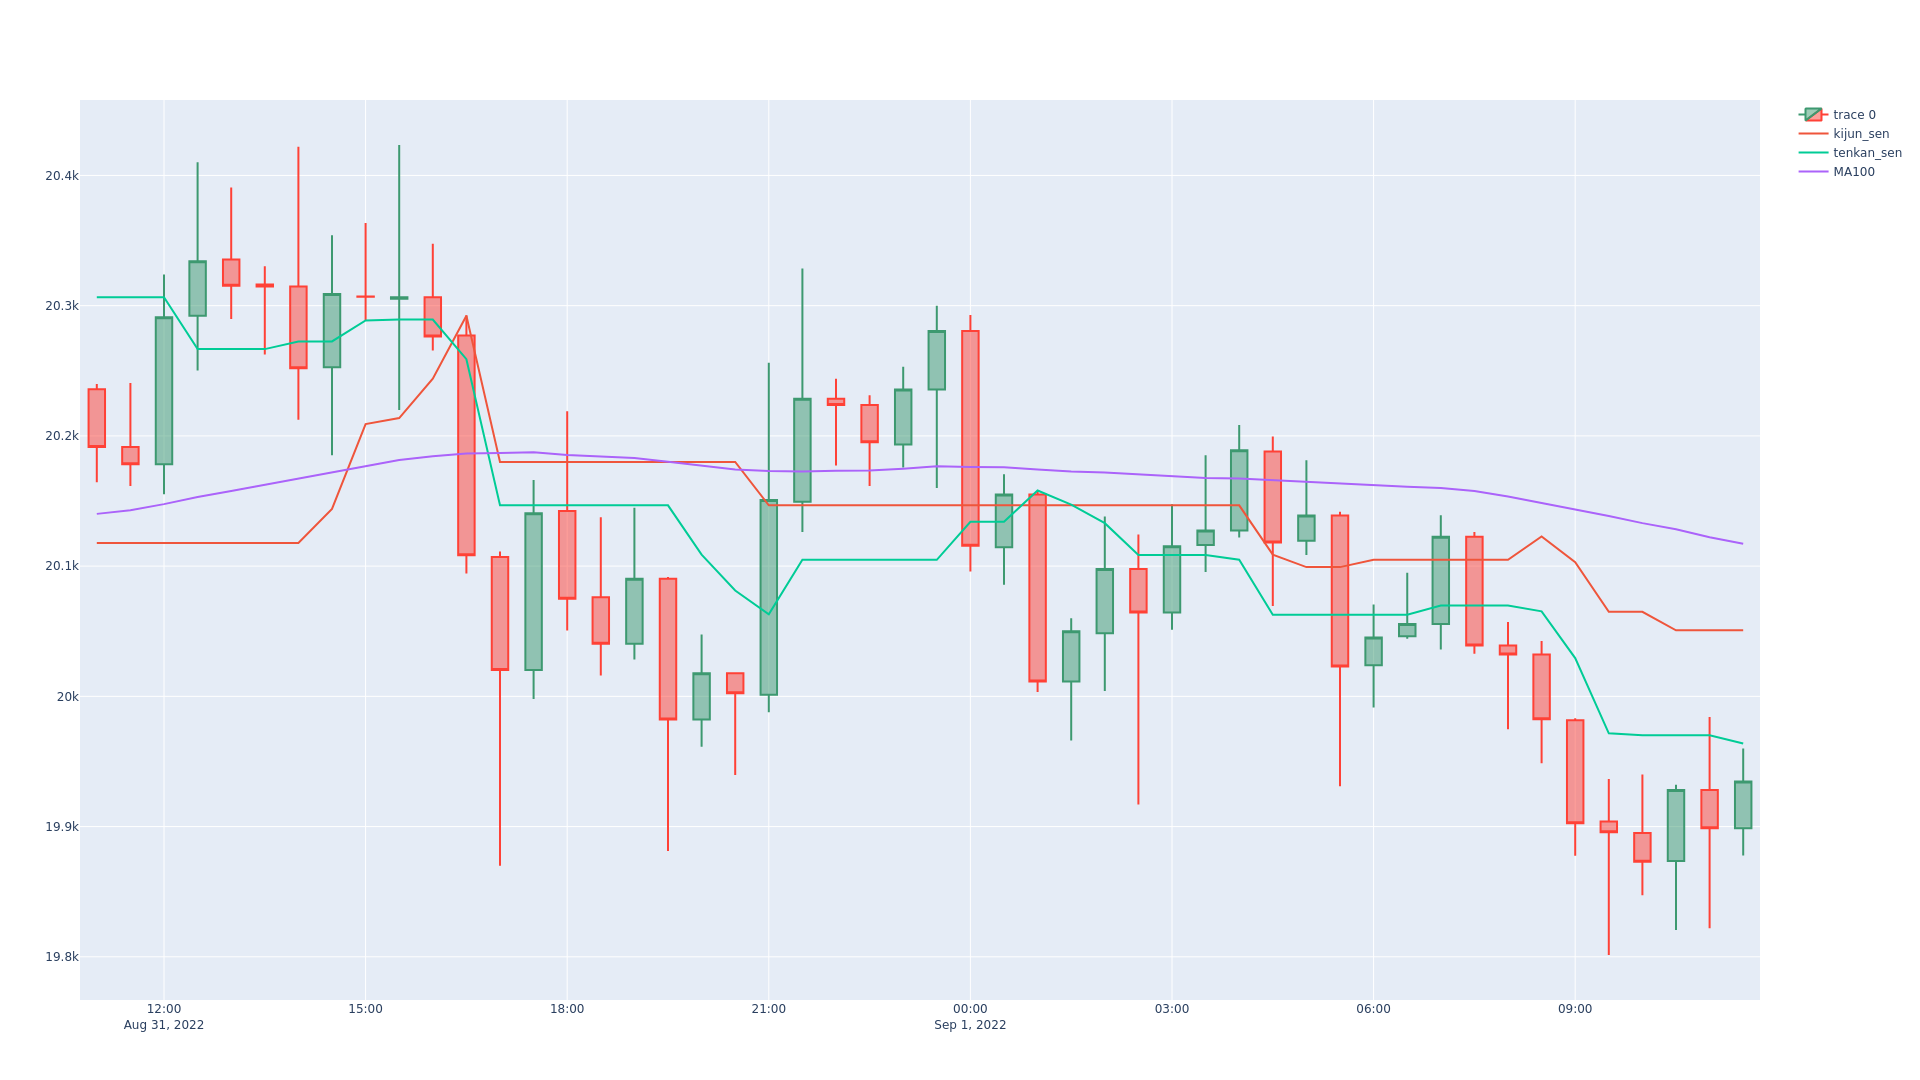 trace 0
kijun_sen
tenkan_sen
MA100
20.4k
20.3k
20.2k
20.1k
20k
19.9k
19.8k
12:00 15:00 18:00 21:00 00:00 03:00 06:00 09:00
Aug 31, 2022 Sep 1, 2022